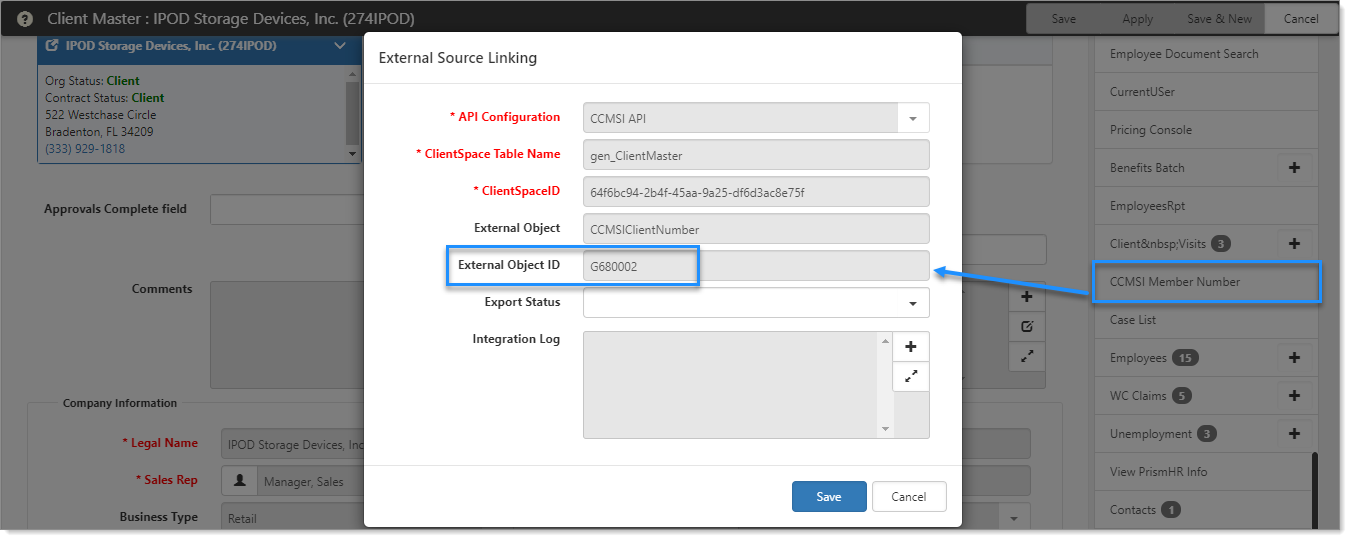 Client Master : IPOD Storage Devices, Inc. (274IPOD)
Save
Apply
Save & New
Cancel
IPOD Storage Devices, Inc. (274IPOD)
Org Status: Client
Contract Status: Client
522 Westchase Circle
Bradenton, FL 34209
(333) 929-1818
Approvals Complete field
Comments
Company Information
* Legal Name
IPOD Storage Devices, Inc
* Sales Rep
Manager, Sales
Business Type
Retail
External Source Linking
* API Configuration
CCMSI API
* ClientSpace Table Name
gen_ClientMaster
* ClientSpaceID
64f6bc94-2b4f-45aa-9a25-df6d3ac8e75f
External Object
CCMSIClientNumber
External Object ID
G680002
Export Status
Integration Log
Save
Cancel
Employee Document Search
CurrentUSer
Pricing Console
Benefits Batch
EmployeesRpt
Client&nbsp;Visits 3
CCMSI Member Number
Case List
Employees 15
WC Claims 5
Unemployment 3
View PrismHR Info
Contacts 1